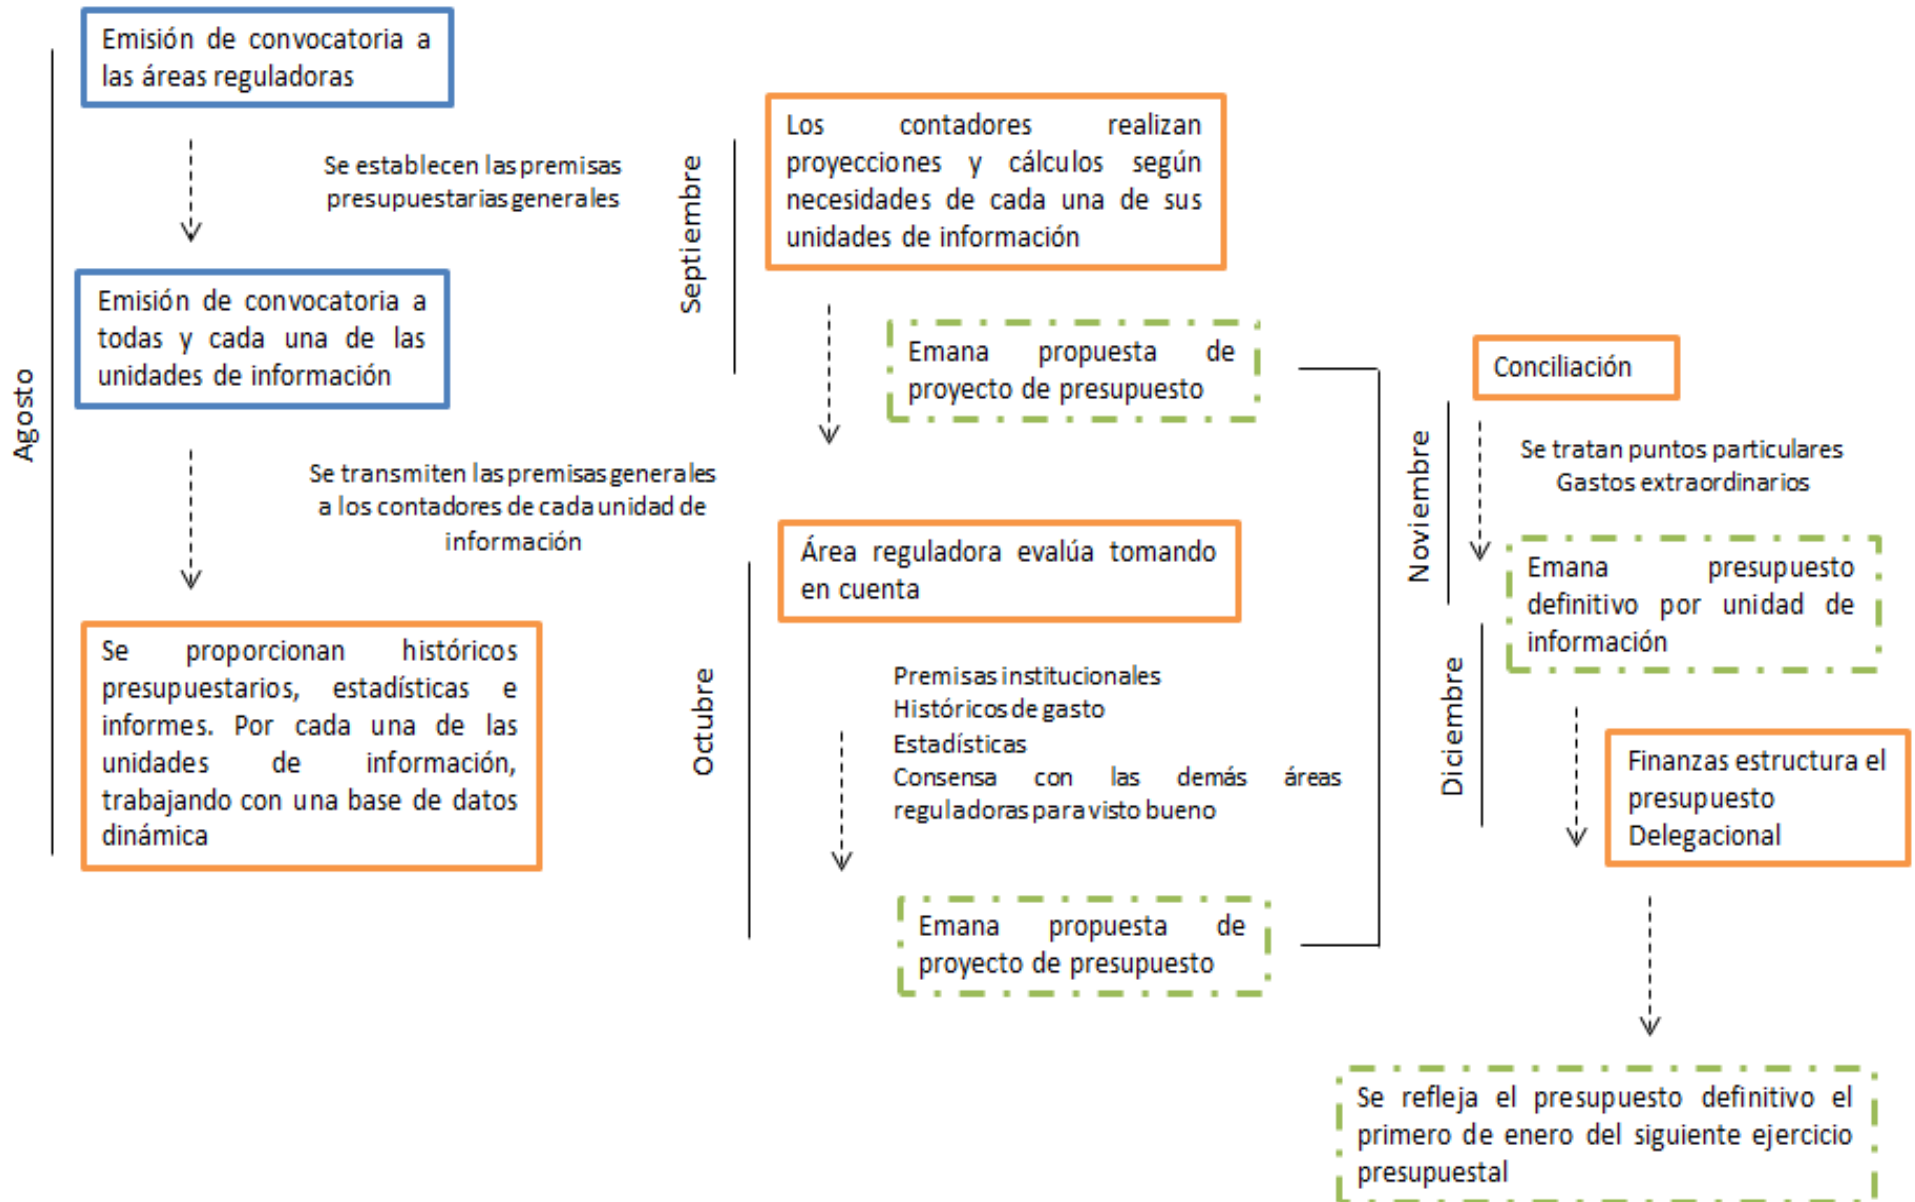 Agosto
Emisión de convocatoria a
las áreas reguladoras
Se establecen las premisas
presupuestarias generales
Emisión de convocatoria a
todas y cada una de las
unidades de información
Se transmiten las premisas generales
a los contadores de cada unidad de
información
Se proporcionan históricos
presupuestarios, estadísticas e
informes. Por cada una de las
unidades de información,
trabajando con una base de datos
dinámica
Septiembre
Los contadores realizan
proyecciones y cálculos según
necesidades de cada una de sus
unidades de información
Emana propuesta de
proyecto de presupuesto
Octubre
Área reguladora evalúa tomando
en cuenta
Premisas institucionales
Históricos de gasto
Estadísticas
Consensa con las demás áreas
reguladoras para visto bueno
Emana propuesta de
proyecto de presupuesto
Noviembre
Conciliación
Se tratan puntos particulares
Gastos extraordinarios
Emana presupuesto
definitivo por unidad de
información
Diciembre
Finanzas estructura el
presupuesto
Delegacional
Se refleja el presupuesto definitivo el
primero de enero del siguiente ejercicio
presupuestal